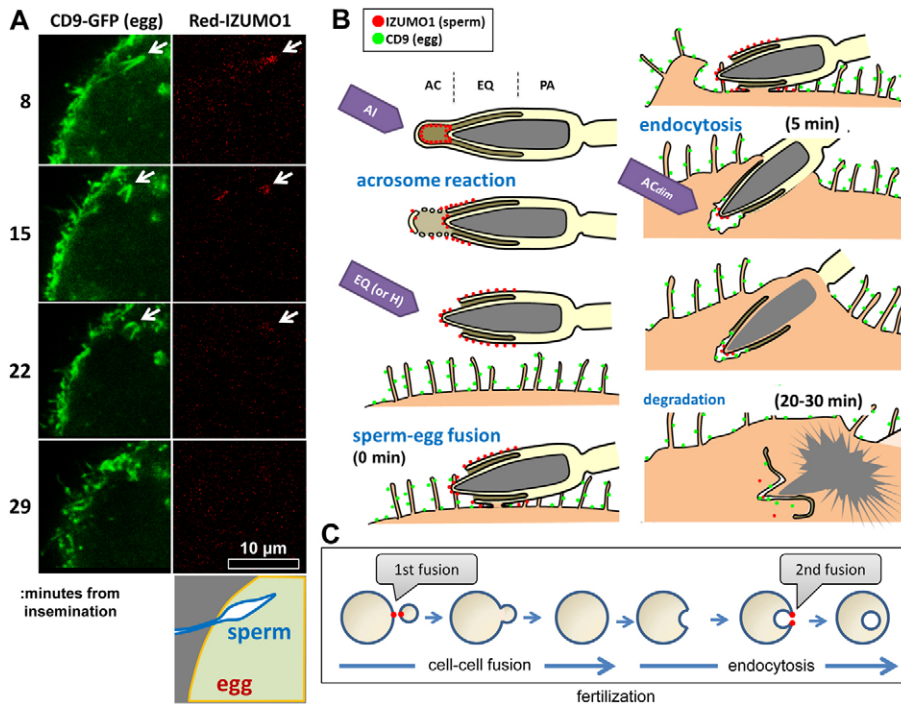 A
CD9-GFP (egg) Red-IZUMO1
8
15
22
29
10 µm
:minutes from
insemination
sperm
egg
B
IZUMO1 (sperm)
CD9 (egg)
AC EQ PA
AI
acrosome reaction
EQ (or H)
sperm-egg fusion
(0 min)
endocytosis (5 min)
ACdim
degradation (20-30 min)
C
1st fusion
2nd fusion
cell-cell fusion
endocytosis
fertilization